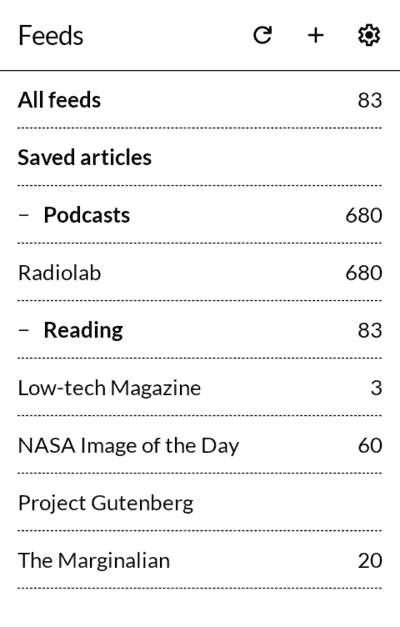 Feeds
All feeds 83
Saved articles
– Podcasts 680
Radiolab 680
– Reading 83
Low-tech Magazine 3
NASA Image of the Day 60
Project Gutenberg
The Marginalian 20